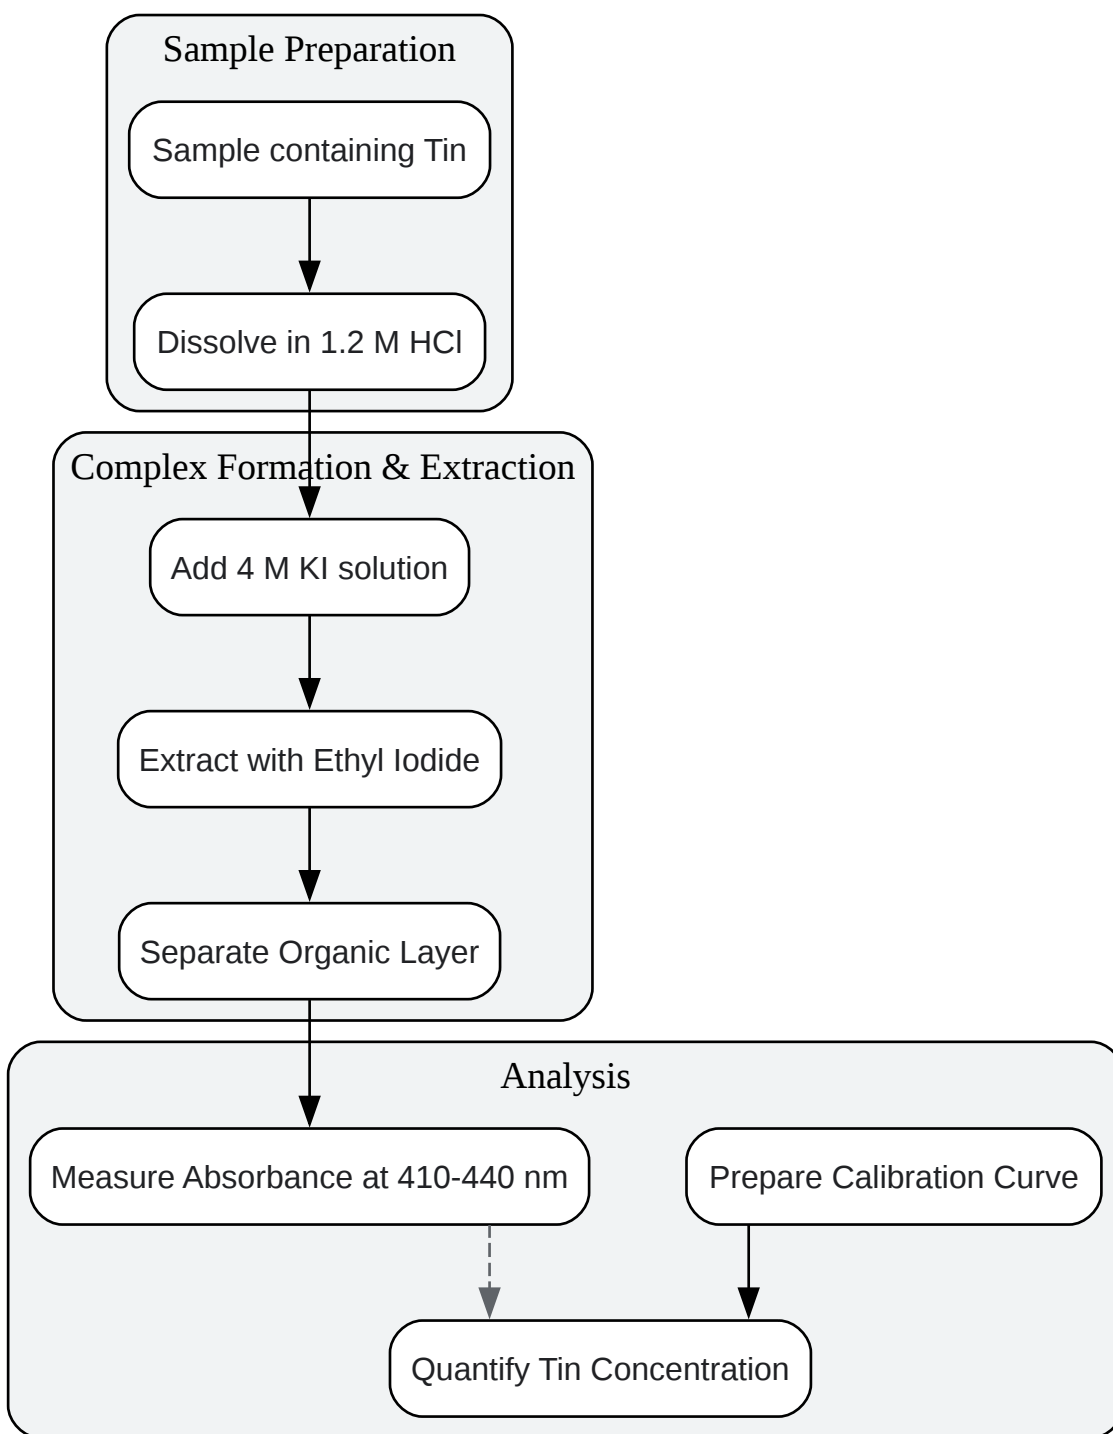 Sample Preparation
Sample containing Tin
Dissolve in 1.2 M HCl
Complex Formation & Extraction
Add 4 M KI solution
Extract with Ethyl Iodide
Separate Organic Layer
Analysis
Measure Absorbance at 410-440 nm
Prepare Calibration Curve
Quantify Tin Concentration